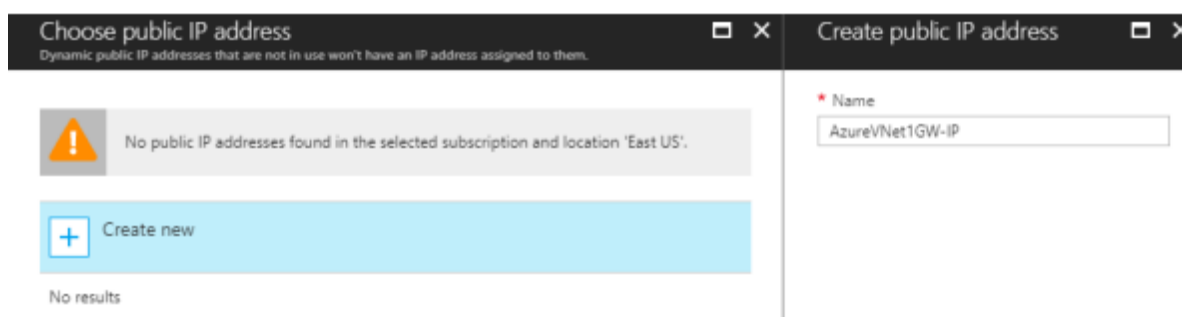 Choose public IP address
Dynamic public IP addresses that are not in use won't have an IP address assigned to them.
No public IP addresses found in the selected subscription and location 'East US'.
Create new
No results
Create public IP address
* Name
AzureVNet1GW-IP